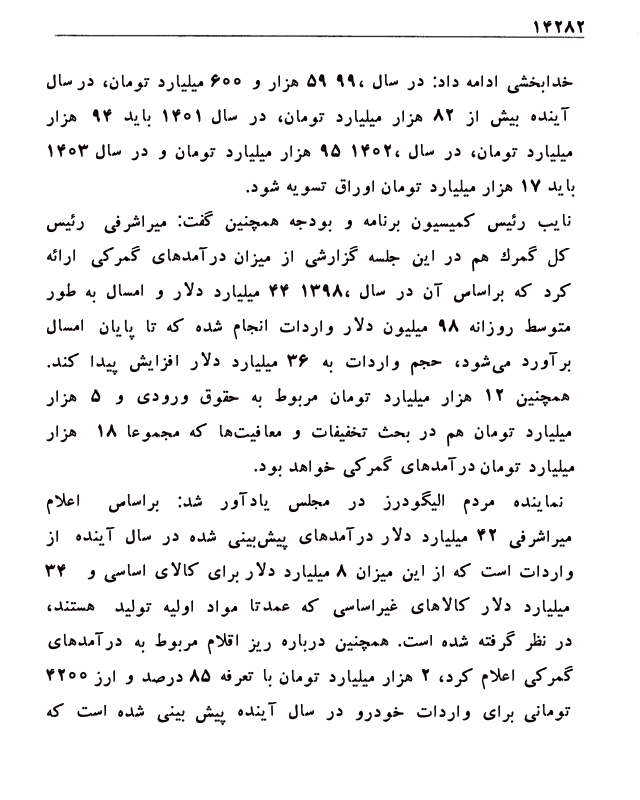 ۱۴۲۸۲
خدابخشی ادامه داد: در سال ،۹۹ ۵۹ هزار و ۶۰۰ میلیارد تومان، در سال
آینده بیش از ۸۲ هزار میلیارد تومان، در سال ۱۴۰۱ باید ۹۴ هزار
میلیارد تومان، در سال ،۱۴۰۲ ۹۵ هزار میلیارد تومان و در سال ۱۴۰۳
باید ۱۷ هزار میلیارد تومان اوراق تسویه شود.
نایب رئیس کمیسیون برنامه و بودجه همچنین گفت: میراشرفی رئیس
کل گمرك هم در این جلسه گزارشی از میزان درآمدهای گمرکی ارائه
کرد که براساس آن در سال ،۱۳۹۸ ۴۴ میلیارد دلار و امسال به طور
متوسط روزانه ۹۸ میلیون دلار واردات انجام شده که تا پایان امسال
برآورد می‌شود، حجم واردات به ۳۶ میلیارد دلار افزایش پیدا کند.
همچنین ۱۲ هزار میلیارد تومان مربوط به حقوق ورودی و ۵ هزار
میلیارد تومان هم در بحث تخفیفات و معافیت‌ها که مجموعا ۱۸ هزار
میلیارد تومان درآمدهای گمرکی خواهد بود.
نماینده مردم الیگودرز در مجلس یادآور شد: براساس اعلام
میراشرفی ۴۲ میلیارد دلار درآمدهای پیش‌بینی شده در سال آینده از
واردات است که از این میزان ۸ میلیارد دلار برای کالای اساسی و ۳۴
میلیارد دلار کالاهای غیراساسی که عمدتا مواد اولیه تولید هستند،
در نظر گرفته شده است. همچنین درباره ریز اقلام مربوط به درآمدهای
گمرکی اعلام کرد، ۲ هزار میلیارد تومان با تعرفه ۸۵ درصد و ارز ۴۲۰۰
تومانی برای واردات خودرو در سال آینده پیش بینی شده است که